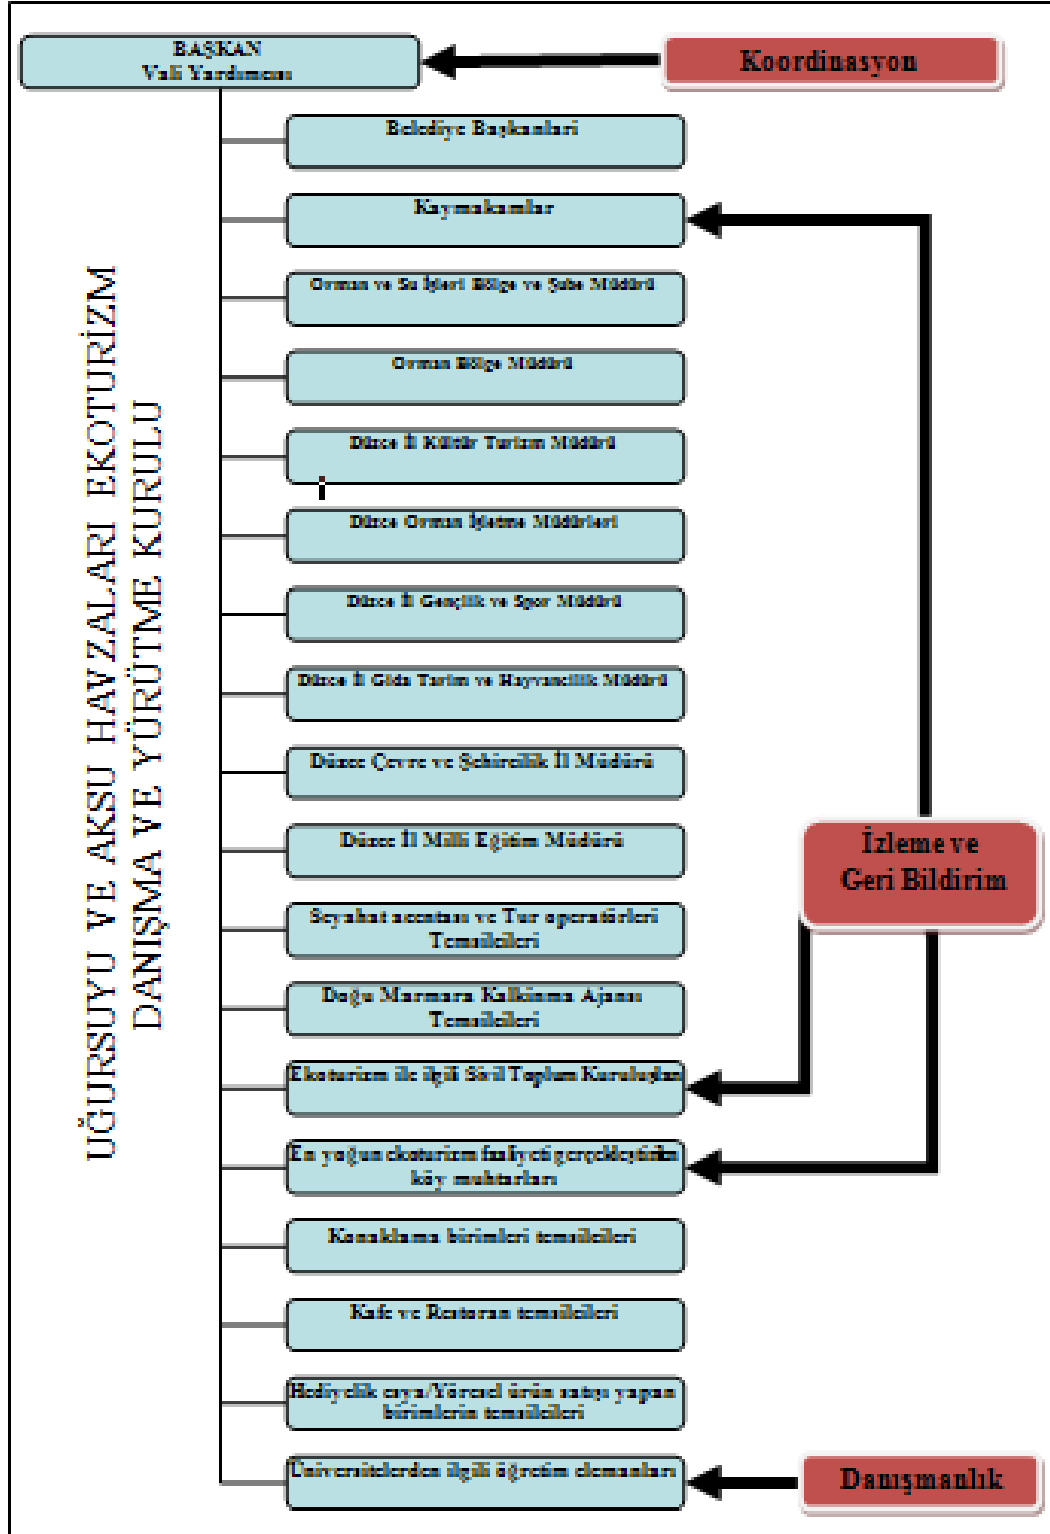 BAŞKAN
Vali Yardımcısı
Koordinasyon
Belediye Başkanlari
Kaymakamlar
Orman ve Su İşleri Bölge ve Şube Müdürü
Orman Bölge Müdürü
Düzce İl Kültür Turizm Müdürü
Düzce Orman İşletme Müdürleri
Düzce İl Gençlik ve Spor Müdürü
Düzce İl Gida Tarim ve Hayvancilik Müdürü
Düzce Çevre ve Şehircilik İl Müdürü
Düzce İl Milli Eğitim Müdürü
Seyahat acentası ve Tur operatörleri
Temsilcileri
Doğu Marmara Kalkinma Ajansı
Temsilcileri
Ekoturizm ile ilgili Sivil Toplum Kuruluşları
En yoğun ekoturizm faaliyeti gerçekleştirilen
köy muhtarları
Konaklama birimleri temsilcileri
Kafe ve Restoran temsilcileri
Hediyelik eşya/Yöresel ürün satışı yapan
birimlerin temsilcileri
Üniversitelerden ilgili öğretim elemanları
İzleme ve
Geri Bildirim
Danışmanlık
UĞURSUYU VE AKSU HAVZALARI EKOTURİZM
DANIŞMA VE YÜRÜTME KURULU